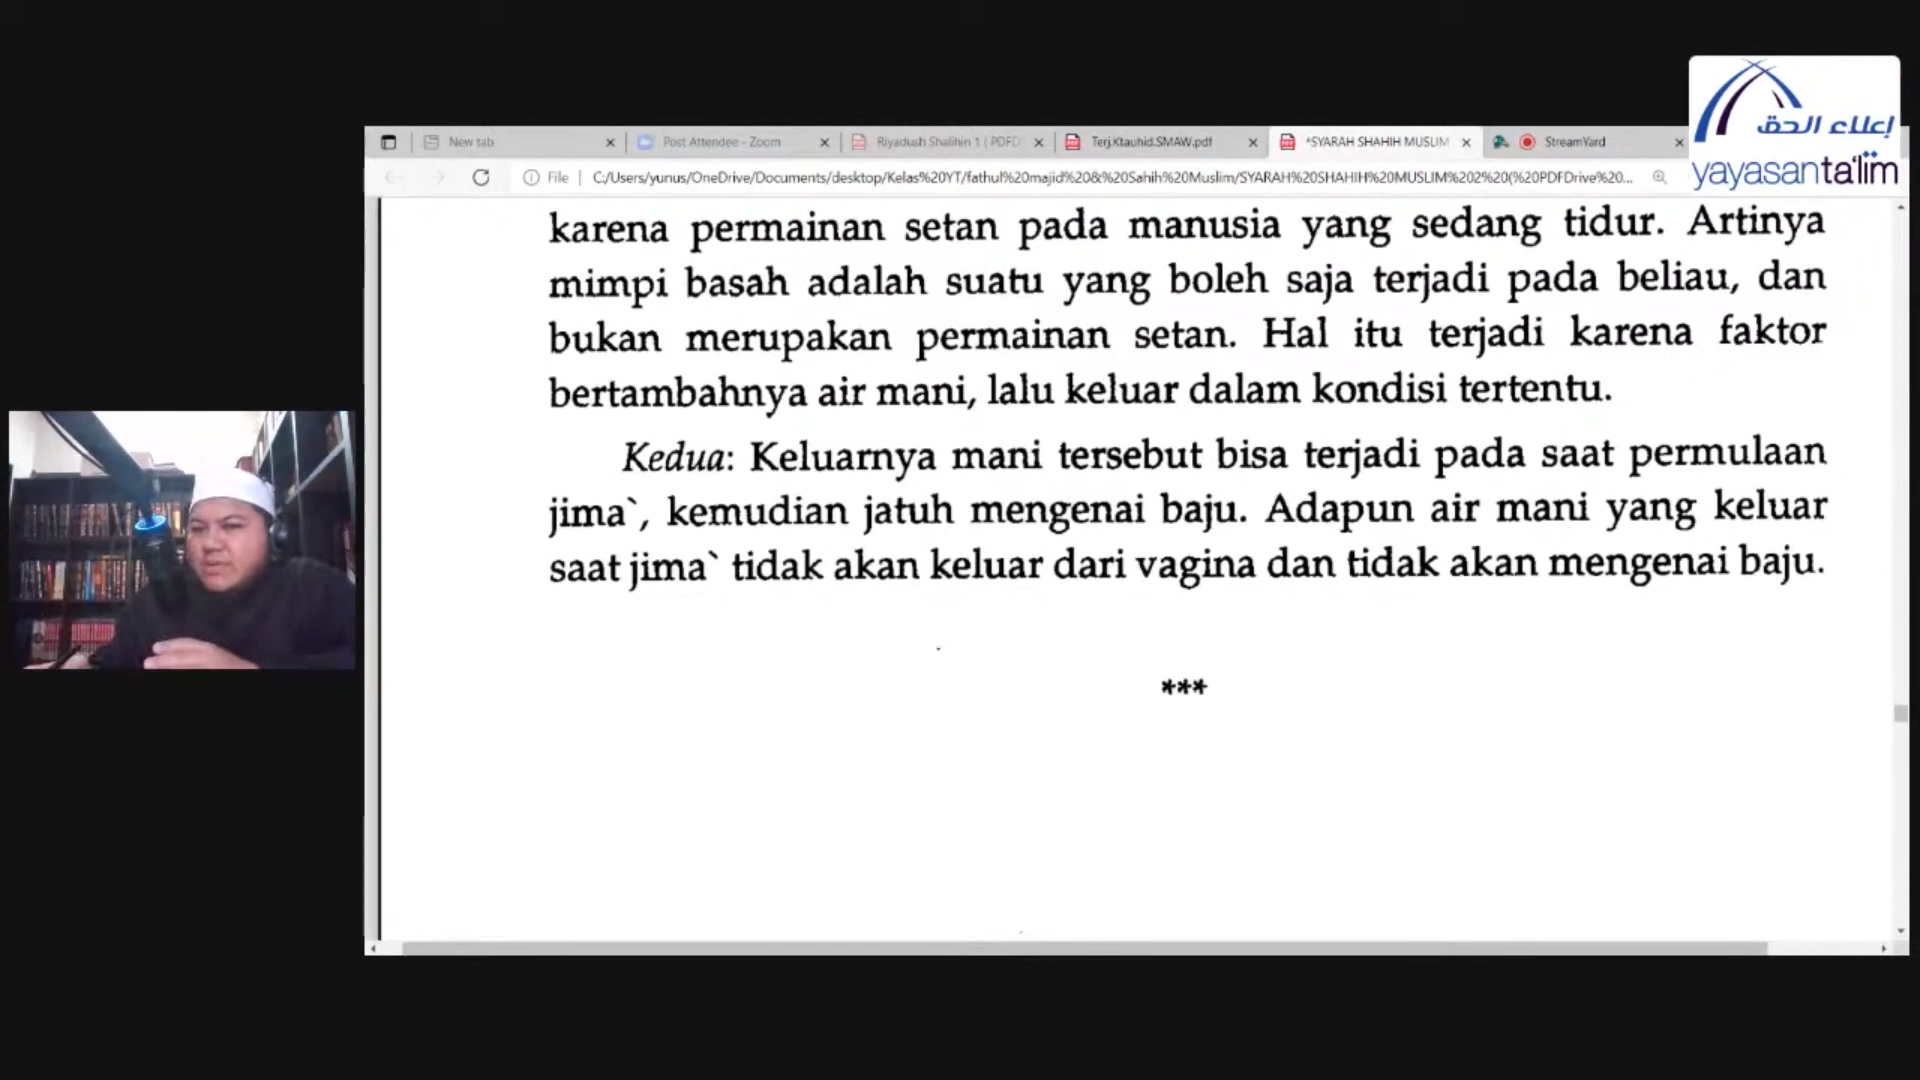 إعلاء الحق
yayasanta'lim
New tab
Post Attendee - Zoom
Riyadush Shalihin 1 ( PDFD
Terj.Ktauhid.SMAW.pdf
*SYARAH SHAHIH MUSLIM
StreamYard
File
C:/Users/yunus/OneDrive/Documents/desktop/Kelas%20YT/fathul%20majid%20&%20Sahih%20Muslim/SYARAH%20SHAHIH%20MUSLIM%202%20(%20PDFDrive%20...
karena permainan setan pada manusia yang sedang tidur. Artinya
mimpi basah adalah suatu yang boleh saja terjadi pada beliau, dan
bukan merupakan permainan setan. Hal itu terjadi karena faktor
bertambahnya air mani, lalu keluar dalam kondisi tertentu.
Kedua: Keluarnya mani tersebut bisa terjadi pada saat permulaan
jima`, kemudian jatuh mengenai baju. Adapun air mani yang keluar
saat jima` tidak akan keluar dari vagina dan tidak akan mengenai baju.
***